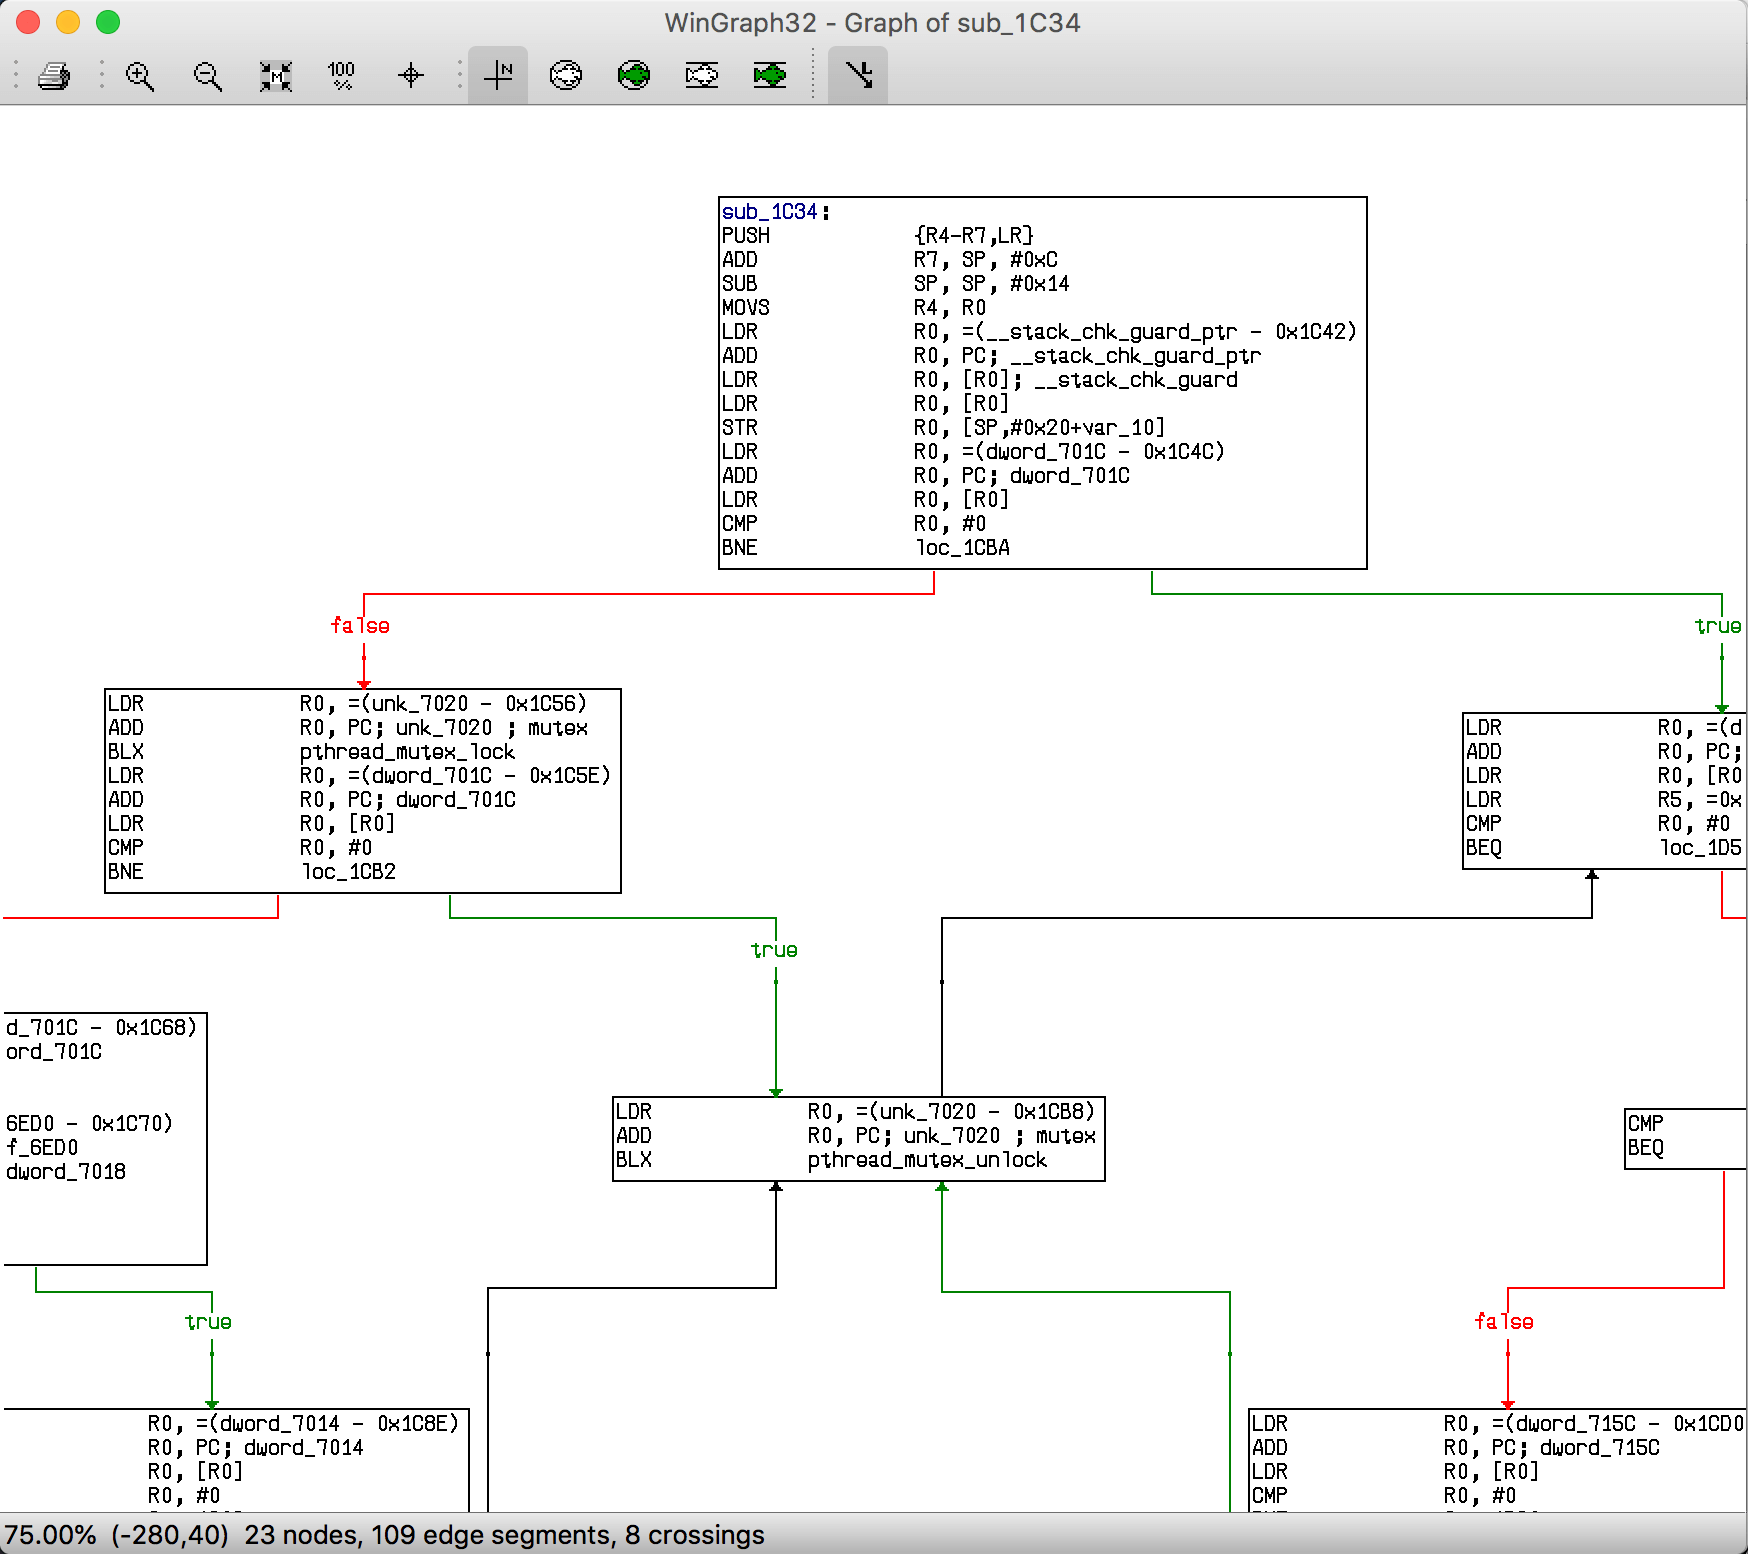 WinGraph32 - Graph of sub_1C34
M
100
%
N
sub_1C34:
PUSH {R4-R7,LR}
ADD R7, SP, #0xC
SUB SP, SP, #0x14
MOVS R4, R0
LDR R0, =(__stack_chk_guard_ptr - 0x1C42)
ADD R0, PC; __stack_chk_guard_ptr
LDR R0, [R0]; __stack_chk_guard
LDR R0, [R0]
STR R0, [SP,#0x20+var_10]
LDR R0, =(dword_701C - 0x1C4C)
ADD R0, PC; dword_701C
LDR R0, [R0]
CMP R0, #0
BNE loc_1CBA
false
true
LDR R0, =(unk_7020 - 0x1C56)
ADD R0, PC; unk_7020 ; mutex
BLX pthread_mutex_lock
LDR R0, =(dword_701C - 0x1C5E)
ADD R0, PC; dword_701C
LDR R0, [R0]
CMP R0, #0
BNE loc_1CB2
LDR R0, =(d
ADD R0, PC;
LDR R0, [R0
LDR R5, =0x
CMP R0, #0
BEQ loc_1D5
true
d_701C - 0x1C68)
ord_701C
6ED0 - 0x1C70)
f_6ED0
dword_7018
LDR R0, =(unk_7020 - 0x1CB8)
ADD R0, PC; unk_7020 ; mutex
BLX pthread_mutex_unlock
CMP
BEQ
true
false
R0, =(dword_7014 - 0x1C8E)
R0, PC; dword_7014
R0, [R0]
R0, #0
LDR R0, =(dword_715C - 0x1CD0
ADD R0, PC; dword_715C
LDR R0, [R0]
CMP R0, #0
75.00% (-280,40) 23 nodes, 109 edge segments, 8 crossings